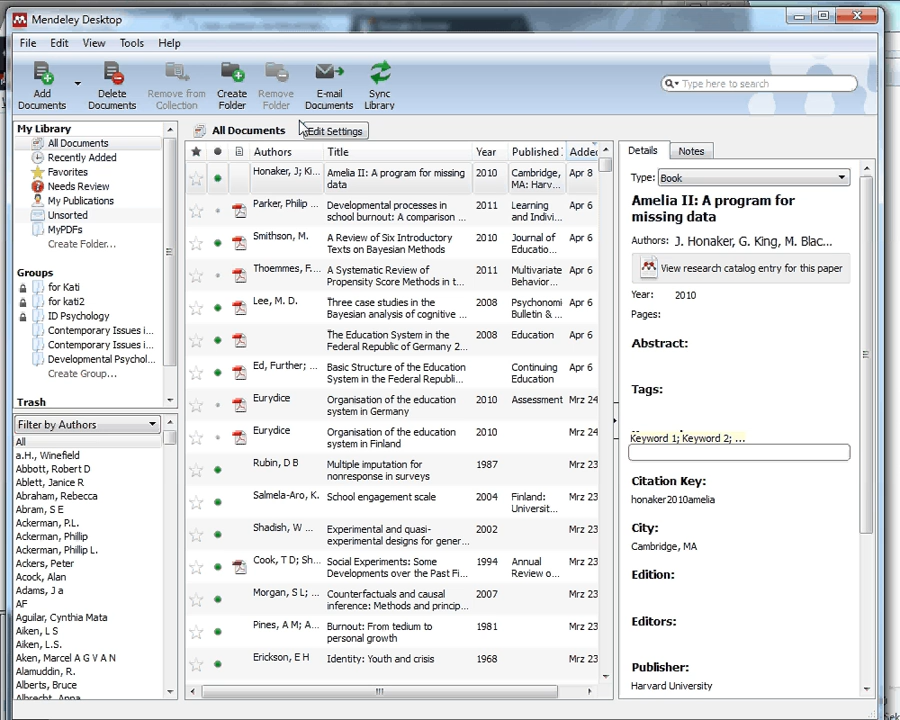 Mendeley Desktop
File Edit View Tools Help
Add Documents
Delete Documents
Remove from Collection
Create Folder
Remove Folder
E-mail Documents
Sync Library
Type here to search
My Library
All Documents
Recently Added
Favorites
Needs Review
My Publications
Unsorted
MyPDFs
Create Folder...
Groups
for Kati
for kati2
ID Psychology
Contemporary Issues i...
Contemporary Issues i...
Developmental Psychol...
Create Group...
Trash
Filter by Authors
All
a.H., Winefield
Abbott, Robert D
Ablett, Janice R
Abraham, Rebecca
Abram, S E
Ackerman, P.L.
Ackerman, Phillip
Ackerman, Phillip L.
Ackers, Peter
Acock, Alan
Adams, J a
AF
Aguilar, Cynthia Mata
Aiken, L S
Aiken, L.S.
Aken, Marcel A G V A N
Alamuddin, R.
Alberts, Bruce
Albrecht, Anna
All Documents Edit Settings
Authors Title Year Published Added
Honaker, J; Ki... Amelia II: A program for missing data 2010 Cambridge, MA: Harv... Apr 8
Parker, Philip ... Developmental processes in school burnout: A comparison ... 2011 Learning and Indivi... Apr 6
Smithson, M. A Review of Six Introductory Texts on Bayesian Methods 2010 Journal of Educatio... Apr 6
Thoemmes, F.... A Systematic Review of Propensity Score Methods in t... 2011 Multivariate Behavior... Apr 6
Lee, M. D. Three case studies in the Bayesian analysis of cognitive ... 2008 Psychonomi Bulletin & ... Apr 6
The Education System in the Federal Republic of Germany 2... 2008 Education Apr 6
Ed, Further; ... Basic Structure of the Education System in the Federal Republi... Continuing Education Apr 6
Eurydice Organisation of the education system in Germany 2010 Assessment Mrz 24
Eurydice Organisation of the education system in Finland 2010 Mrz 24
Rubin, D B Multiple imputation for nonresponse in surveys 1987 Mrz 23
Salmela-Aro, K. School engagement scale 2004 Finland: Universit... Mrz 23
Shadish, W ... Experimental and quasi-experimental designs for gener... 2002 Mrz 23
Cook, T D; Sh... Social Experiments: Some Developments over the Past Fi... 1994 Annual Review o... Mrz 23
Morgan, S L; ... Counterfactuals and causal inference: Methods and princip... 2007 Mrz 23
Pines, A M; A... Burnout: From tedium to personal growth 1981 Mrz 23
Erickson, E H Identity: Youth and crisis 1968 Mrz 23
Details Notes
Type: Book
Amelia II: A program for
missing data
Authors: J. Honaker, G. King, M. Blac...
View research catalog entry for this paper
Year: 2010
Pages:
Abstract:
Tags:
Keyword 1; Keyword 2; ...
Citation Key:
honaker2010amelia
City:
Cambridge, MA
Edition:
Editors:
Publisher:
Harvard University